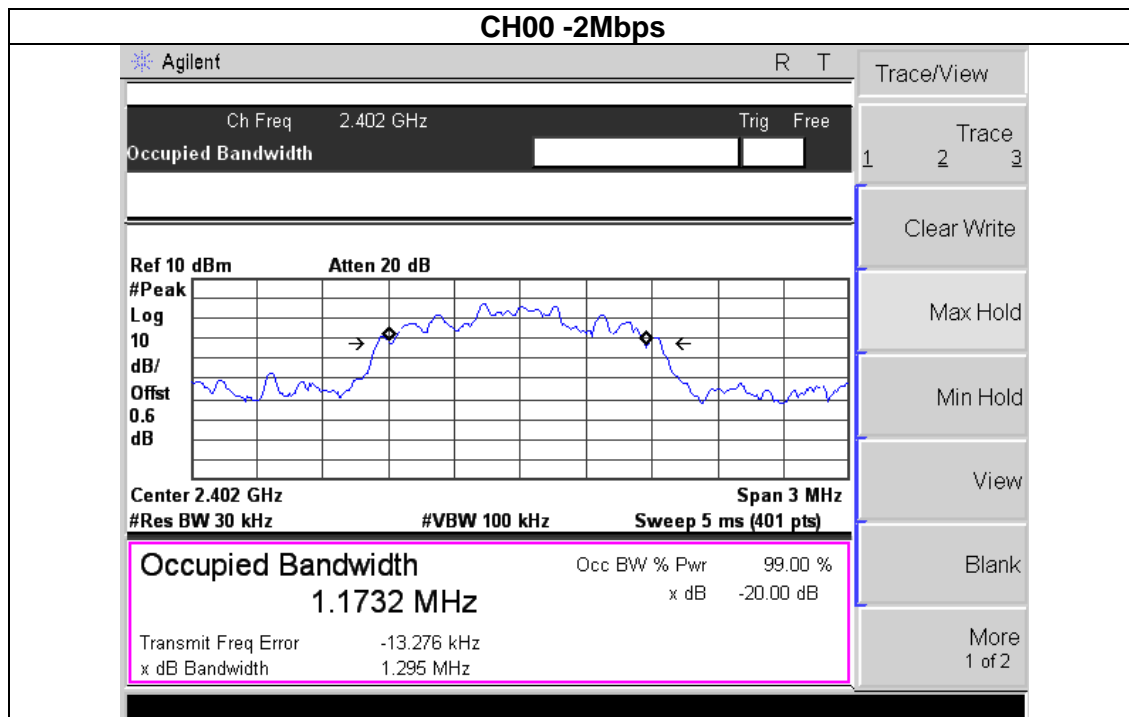 CH00 -2Mbps
Agilent R T
Trace/View
Ch Freq 2.402 GHz Trig Free
Occupied Bandwidth
Trace
1 2 3
Clear Write
Max Hold
Min Hold
View
Blank
More
1 of 2
Ref 10 dBm Atten 20 dB
#Peak
Log
10
dB/
Offst
0.6
dB
Center 2.402 GHz Span 3 MHz
#Res BW 30 kHz #VBW 100 kHz Sweep 5 ms (401 pts)
Occupied Bandwidth Occ BW % Pwr 99.00 %
1.1732 MHz x dB -20.00 dB
Transmit Freq Error -13.276 kHz
x dB Bandwidth 1.295 MHz